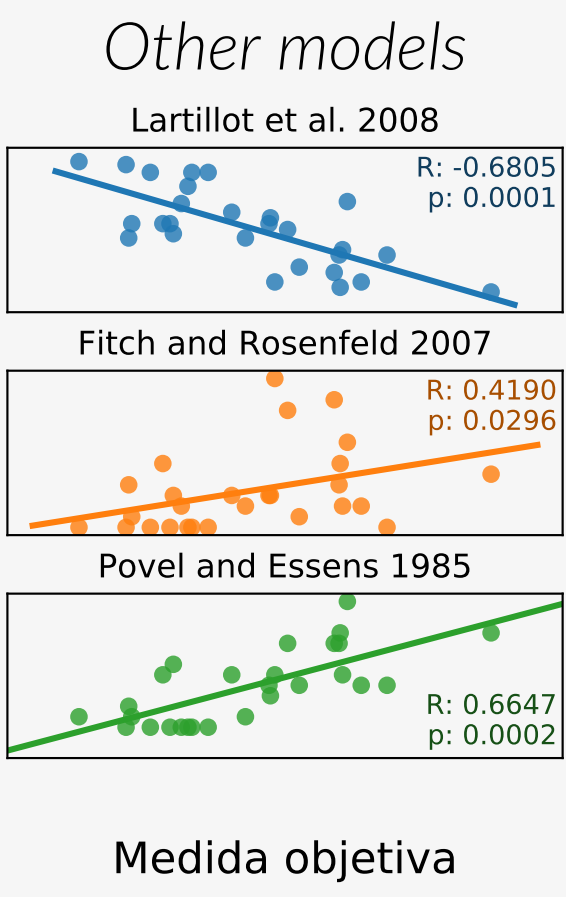 Other models
Lartillot et al. 2008
R: -0.6805
p: 0.0001
Fitch and Rosenfeld 2007
R: 0.4190
p: 0.0296
Povel and Essens 1985
R: 0.6647
p: 0.0002
Medida objetiva